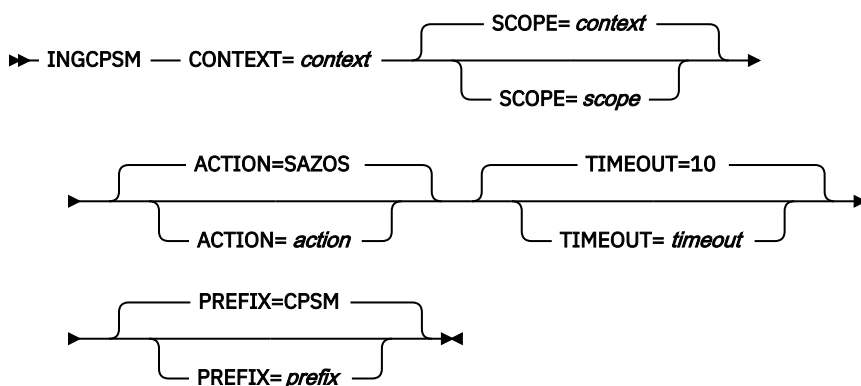 SCOPE= context
INGCPSM CONTEXT= context
SCOPE= scope
ACTION=SAZOS TIMEOUT=10
ACTION= action TIMEOUT= timeout
PREFIX=CPSM
PREFIX= prefix